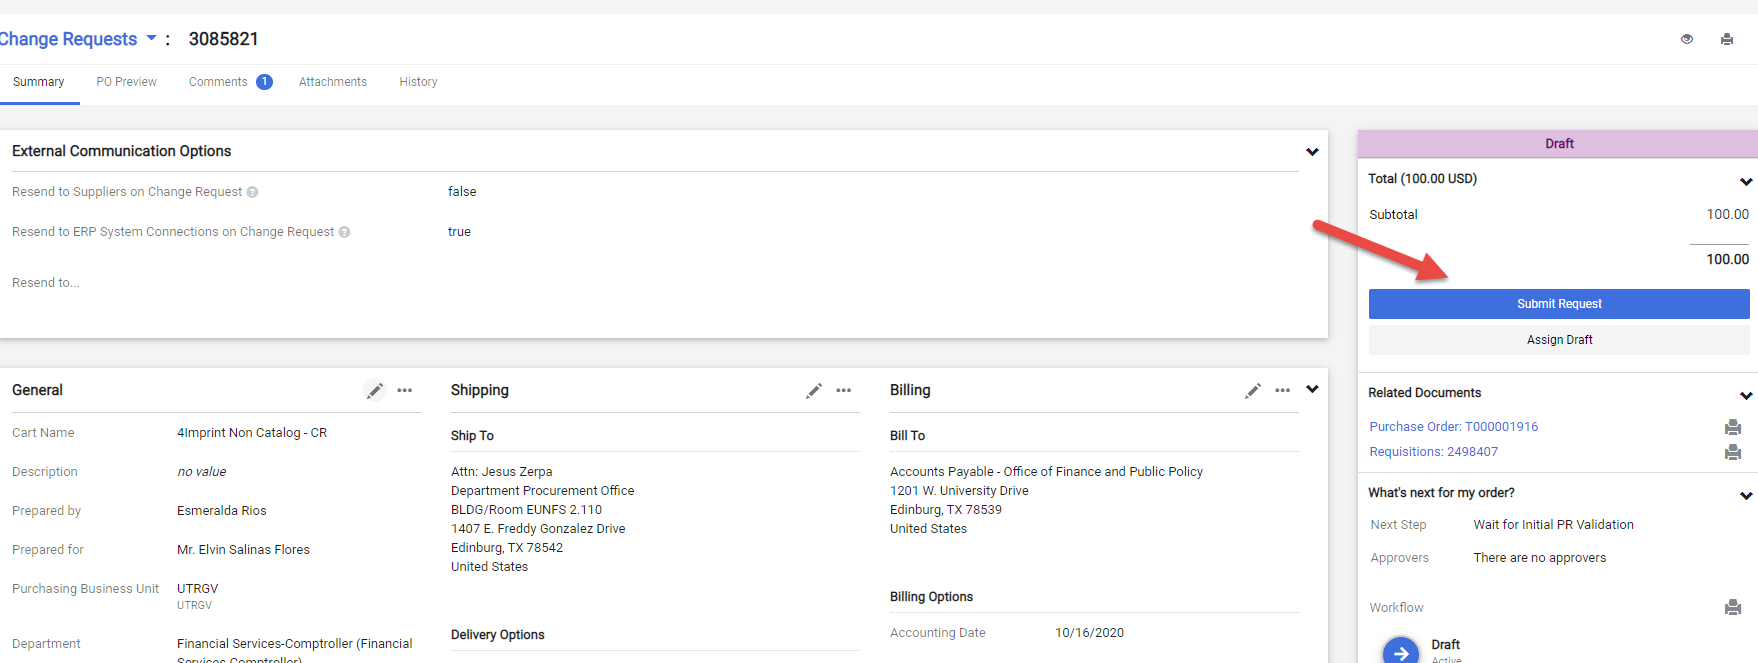 Change Requests : 3085821
Summary PO Preview Comments 1 Attachments History
External Communication Options
Resend to Suppliers on Change Request ? false
Resend to ERP System Connections on Change Request ? true
Resend to...
General
Cart Name 4Imprint Non Catalog - CR
Description no value
Prepared by Esmeralda Rios
Prepared for Mr. Elvin Salinas Flores
Purchasing Business Unit UTRGV
UTRGV
Department Financial Services-Comptroller (Financial
Services-Comptroller)
Shipping
Ship To
Attn: Jesus Zerpa
Department Procurement Office
BLDG/Room EUNFS 2.110
1407 E. Freddy Gonzalez Drive
Edinburg, TX 78542
United States
Delivery Options
Billing
Bill To
Accounts Payable - Office of Finance and Public Policy
1201 W. University Drive
Edinburg, TX 78539
United States
Billing Options
Accounting Date 10/16/2020
Draft
Total (100.00 USD)
Subtotal 100.00
100.00
Submit Request
Assign Draft
Related Documents
Purchase Order: T000001916
Requisitions: 2498407
What's next for my order?
Next Step Wait for Initial PR Validation
Approvers There are no approvers
Workflow
Draft
Active